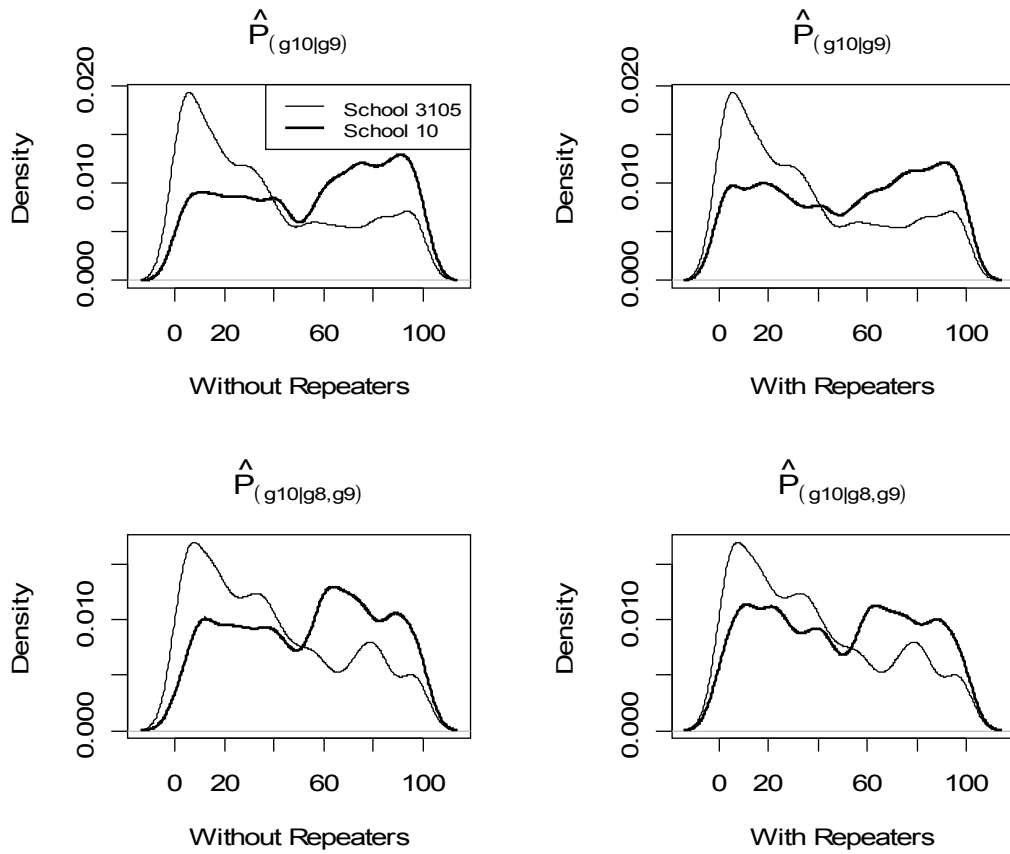 P̂(g10|g9)
Density
0.000
0.010
0.020
School 3105
School 10
0 20 60 100
Without Repeaters
P̂(g10|g9)
Density
0.000
0.010
0.020
0 20 60 100
With Repeaters
P̂(g10|g8,g9)
Density
0.000
0.010
0 20 60 100
Without Repeaters
P̂(g10|g8,g9)
Density
0.000
0.010
0 20 60 100
With Repeaters